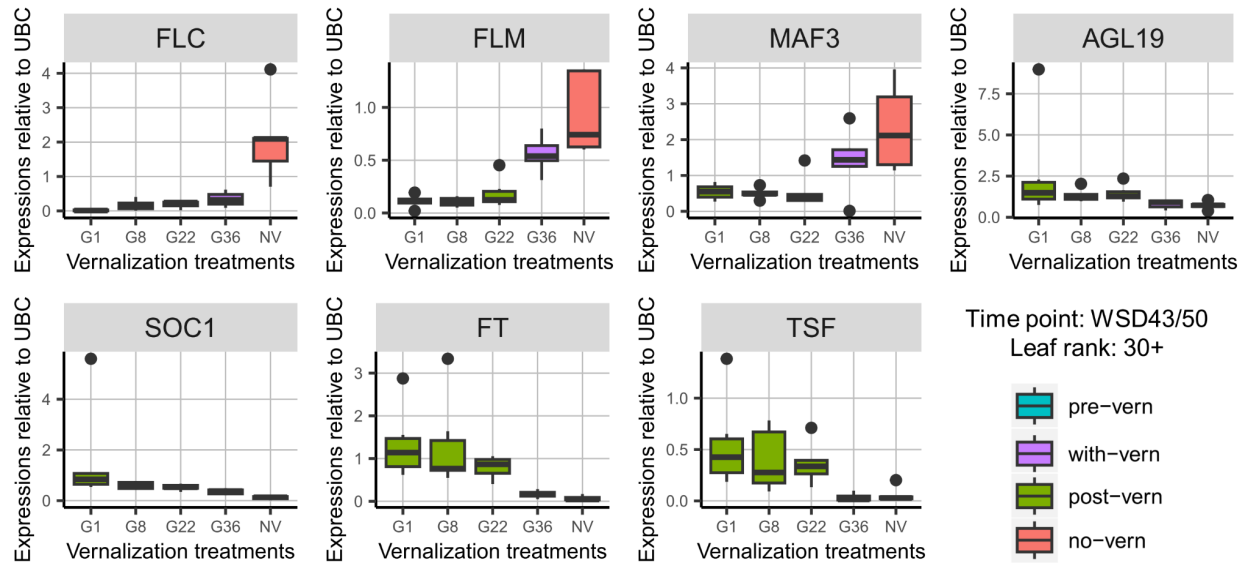 FLC
Expressions relative to UBC
4
3
2
1
0
G1 G8 G22 G36 NV
Vernalization treatments
FLM
Expressions relative to UBC
1.0
0.5
0.0
G1 G8 G22 G36 NV
Vernalization treatments
MAF3
Expressions relative to UBC
4
3
2
1
0
G1 G8 G22 G36 NV
Vernalization treatments
AGL19
Expressions relative to UBC
7.5
5.0
2.5
0.0
G1 G8 G22 G36 NV
Vernalization treatments
SOC1
Expressions relative to UBC
4
2
0
G1 G8 G22 G36 NV
Vernalization treatments
FT
Expressions relative to UBC
3
2
1
0
G1 G8 G22 G36 NV
Vernalization treatments
TSF
Expressions relative to UBC
1.0
0.5
0.0
G1 G8 G22 G36 NV
Vernalization treatments
Time point: WSD43/50
Leaf rank: 30+
pre−vern
with−vern
post−vern
no−vern